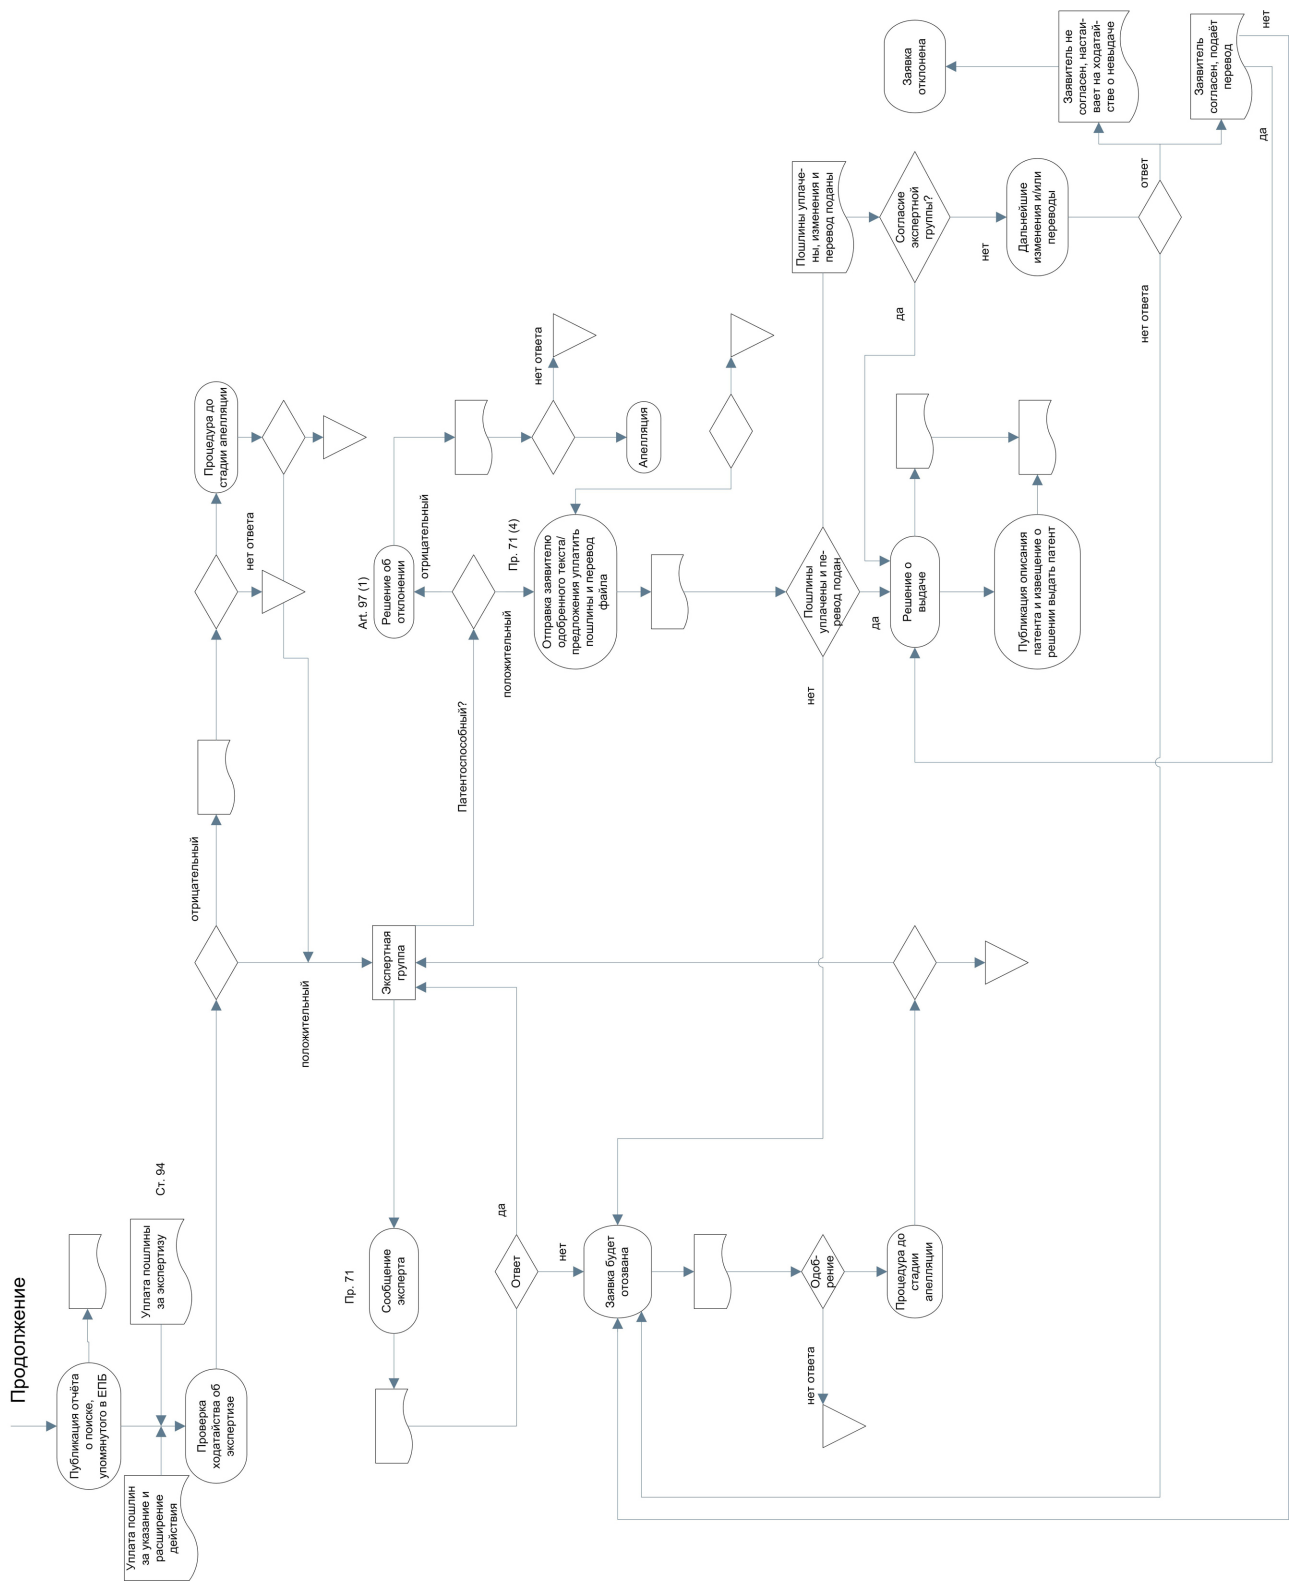 Продолжение
Публикация отчёта
о поиске,
упомянутого в ЕПБ
Уплата пошлин
за указание и
расширение
действия
Уплата пошлины
за экспертизу
Ст. 94
Проверка
ходатайства об
экспертизе
отрицательный
положительный
нет ответа
Процедура до
стадии апелляции
Экспертная
группа
Пр. 71
Сообщение
эксперта
Ответ
да
нет
Патентоспособный?
Art. 97 (1)
Решение об
отклонении
отрицательный
положительный
Пр. 71 (4)
нет ответа
Апелляция
Отправка заявителю
одобренного текста/
предложения уплатить
пошлины и перевод
файла
Заявка будет
отозвана
Одоб-
рение
нет ответа
Процедура до
стадии
апелляции
Пошлины
уплачены и пе-
ревод подан
нет
да
Пошлины уплаче-
ны, изменения и
перевод поданы
Согласие
экспертной
группы?
да
нет
Решение о
выдаче
Публикация описания
патента и извещение о
решении выдать патент
Дальнейшие
изменения и/или
переводы
Заявка
отклонена
нет ответа
ответ
Заявитель не
согласен, настаи-
вает на ходатай-
стве о невыдаче
Заявитель
согласен, подаёт
перевод
да
нет